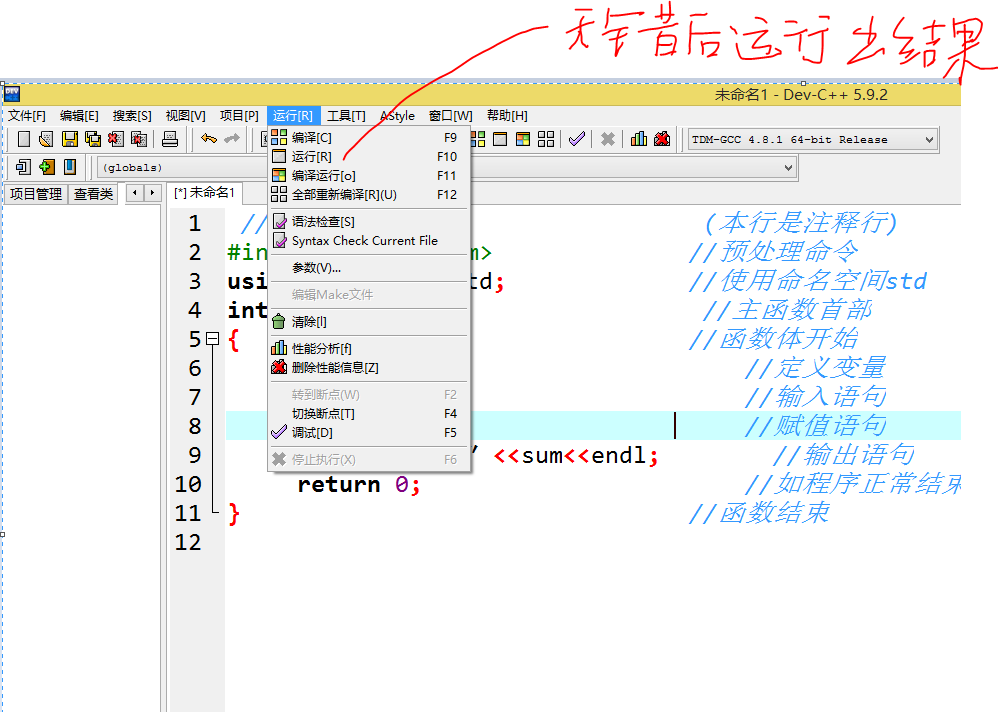 无错后运行出结果
未命名1 - Dev-C++ 5.9.2
文件[F] 编辑[E] 搜索[S] 视图[V] 项目[P] 运行[R] 工具[T] AStyle 窗口[W] 帮助[H]
TDM-GCC 4.8.1 64-bit Release
(globals)
项目管理 查看类 [*] 未命名1
编译[C] F9
运行[R] F10
编译运行[o] F11
全部重新编译[R](U) F12
语法检查[S]
Syntax Check Current File
参数(V)...
编辑Make文件
清除[l]
性能分析[f]
删除性能信息[Z]
转到断点(W) F2
切换断点[T] F4
调试[D] F5
停止执行(X) F6
1 // (本行是注释行)
2 #in m> //预处理命令
3 usi td; //使用命名空间std
4 int //主函数首部
5 { //函数体开始
6 //定义变量
7 //输入语句
8 //赋值语句
9 " <<sum<<endl; //输出语句
10 return 0; //如程序正常结束
11 } //函数结束
12